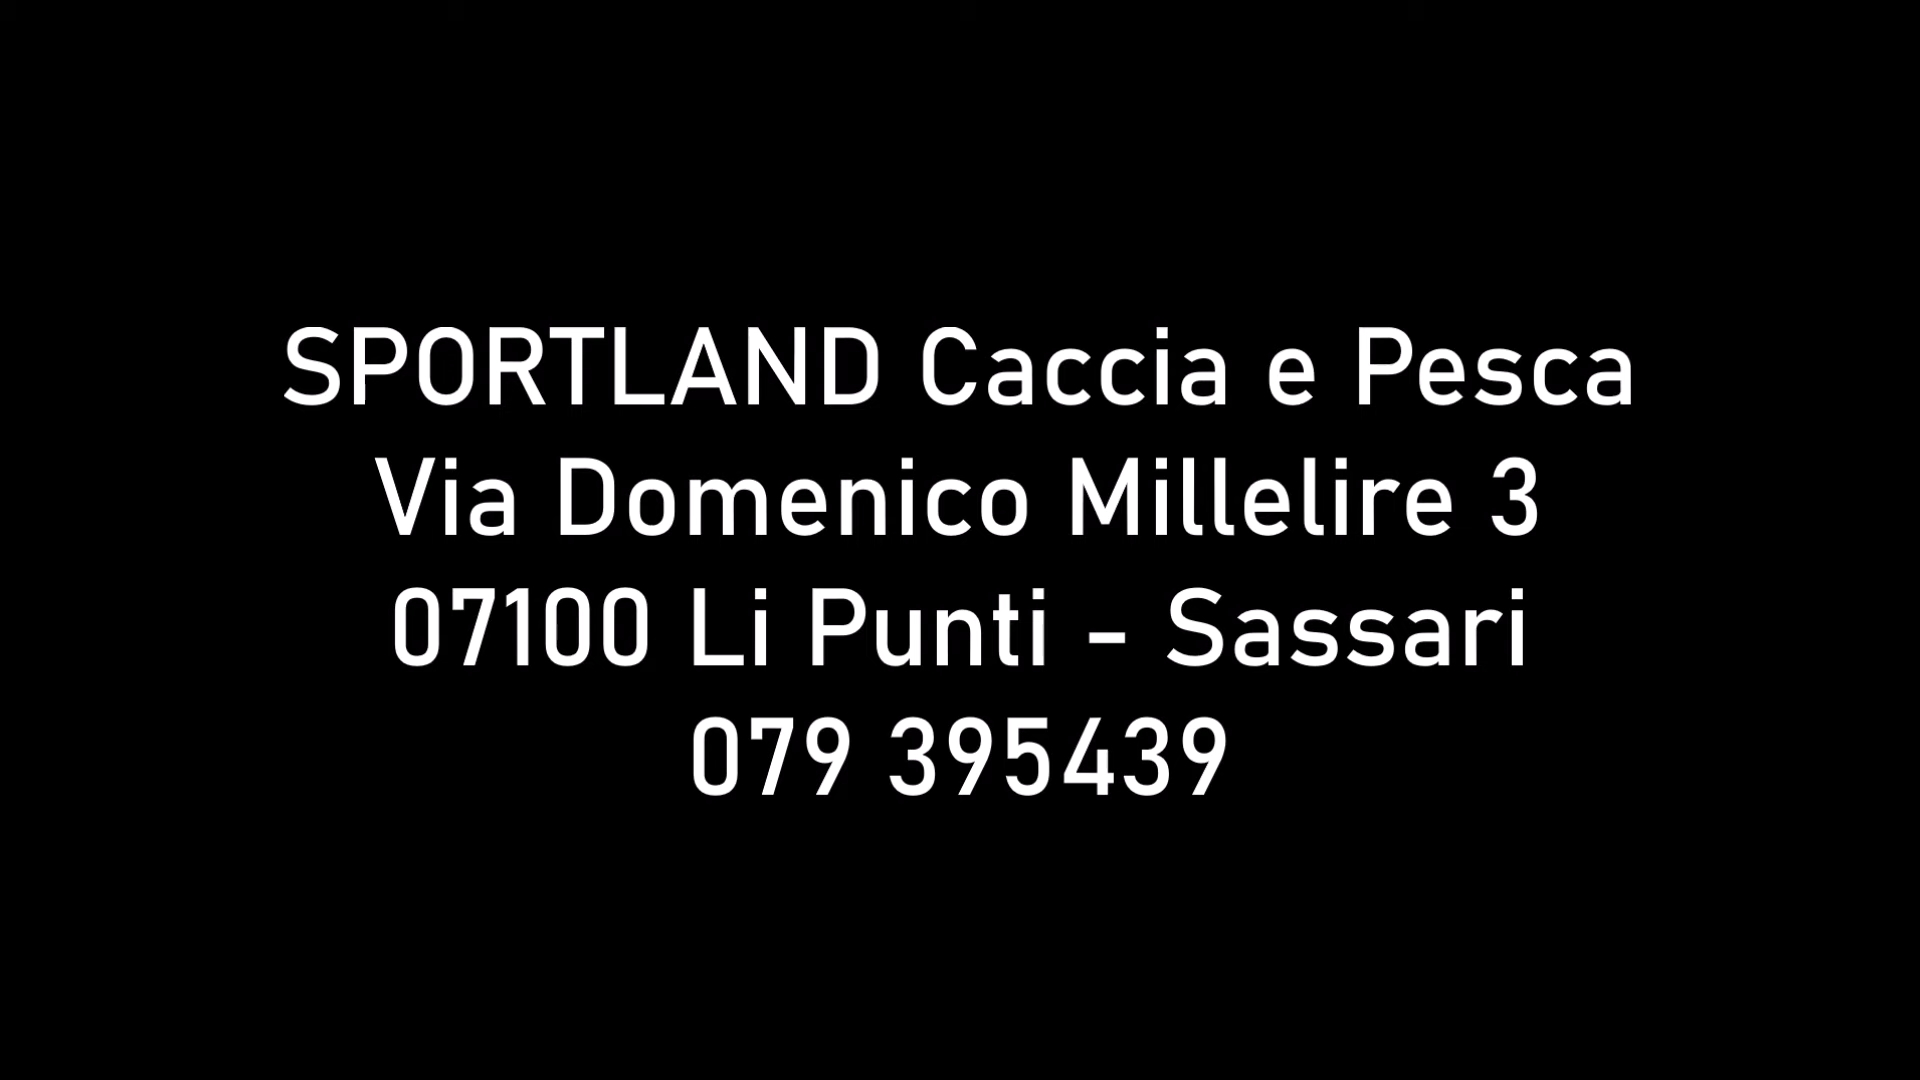 SPORTLAND Caccia e Pesca
Via Domenico Millelire 3
07100 Li Punti - Sassari
079 395439